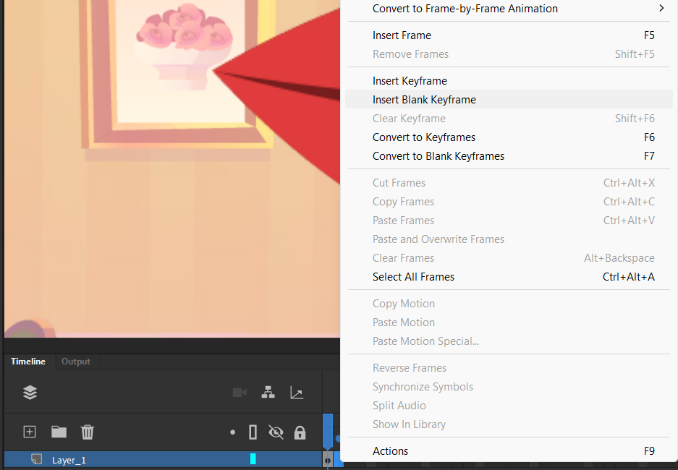 Convert to Frame-by-Frame Animation
Insert Frame F5
Remove Frames Shift+F5
Insert Keyframe
Insert Blank Keyframe
Clear Keyframe Shift+F6
Convert to Keyframes F6
Convert to Blank Keyframes F7
Cut Frames Ctrl+Alt+X
Copy Frames Ctrl+Alt+C
Paste Frames Ctrl+Alt+V
Paste and Overwrite Frames
Clear Frames Alt+Backspace
Select All Frames Ctrl+Alt+A
Copy Motion
Paste Motion
Paste Motion Special...
Reverse Frames
Synchronize Symbols
Split Audio
Show In Library
Actions F9
Timeline Output
Layer_1